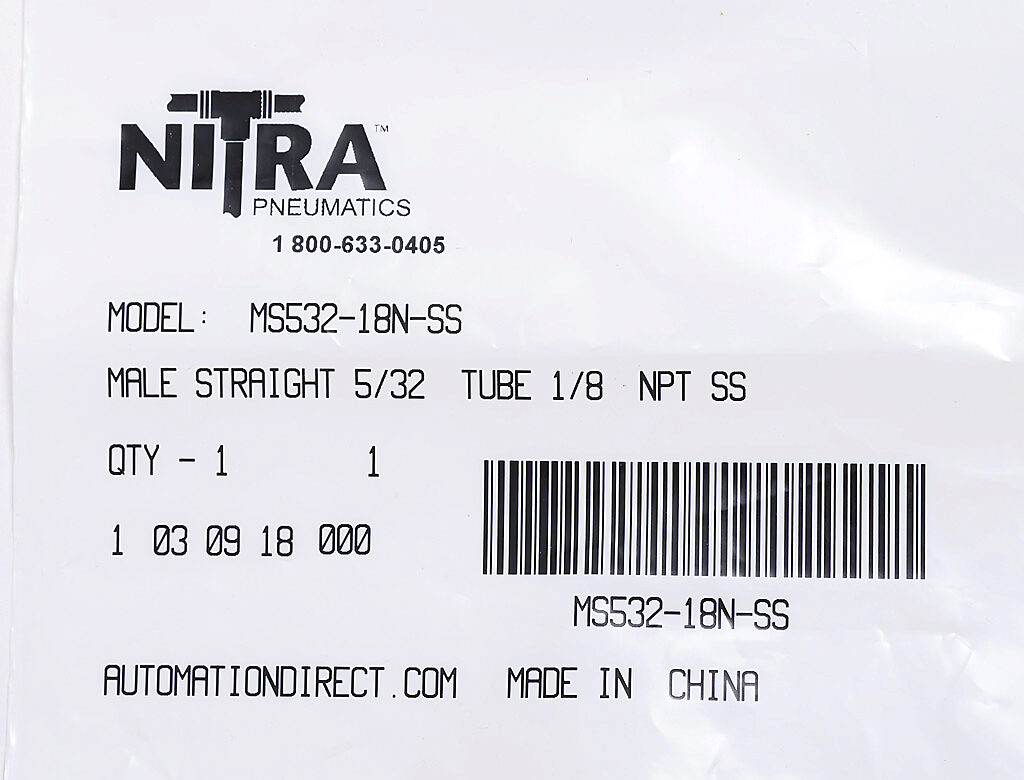 NITRA™
PNEUMATICS
1 800-633-0405
MODEL: MS532-18N-SS
MALE STRAIGHT 5/32 TUBE 1/8 NPT SS
QTY - 1 1
1 03 09 18 000
MS532-18N-SS
AUTOMATIONDIRECT.COM MADE IN CHINA